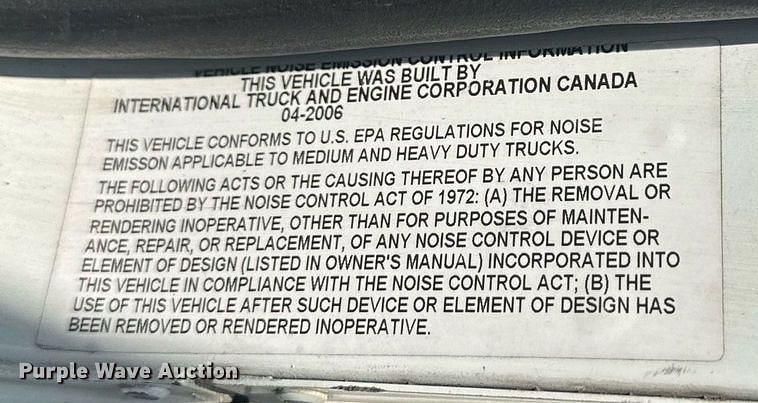 VEHICLE NOISE EMISSION CONTROL INFORMATION
THIS VEHICLE WAS BUILT BY
INTERNATIONAL TRUCK AND ENGINE CORPORATION CANADA
04-2006
THIS VEHICLE CONFORMS TO U.S. EPA REGULATIONS FOR NOISE
EMISSON APPLICABLE TO MEDIUM AND HEAVY DUTY TRUCKS.
THE FOLLOWING ACTS OR THE CAUSING THEREOF BY ANY PERSON ARE
PROHIBITED BY THE NOISE CONTROL ACT OF 1972: (A) THE REMOVAL OR
RENDERING INOPERATIVE, OTHER THAN FOR PURPOSES OF MAINTEN-
ANCE, REPAIR, OR REPLACEMENT, OF ANY NOISE CONTROL DEVICE OR
ELEMENT OF DESIGN (LISTED IN OWNER'S MANUAL) INCORPORATED INTO
THIS VEHICLE IN COMPLIANCE WITH THE NOISE CONTROL ACT; (B) THE
USE OF THIS VEHICLE AFTER SUCH DEVICE OR ELEMENT OF DESIGN HAS
BEEN REMOVED OR RENDERED INOPERATIVE.
Purple Wave Auction